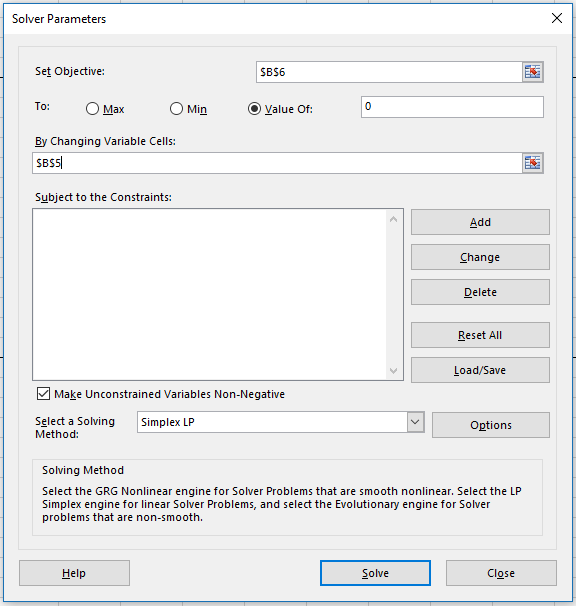 Solver Parameters
Set Objective: $B$6
To: Max Min Value Of: 0
By Changing Variable Cells:
$B$5
Subject to the Constraints:
Add
Change
Delete
Reset All
Load/Save
Make Unconstrained Variables Non-Negative
Select a Solving
Method:
Simplex LP
Options
Solving Method
Select the GRG Nonlinear engine for Solver Problems that are smooth nonlinear. Select the LP
Simplex engine for linear Solver Problems, and select the Evolutionary engine for Solver
problems that are non-smooth.
Help Solve Close